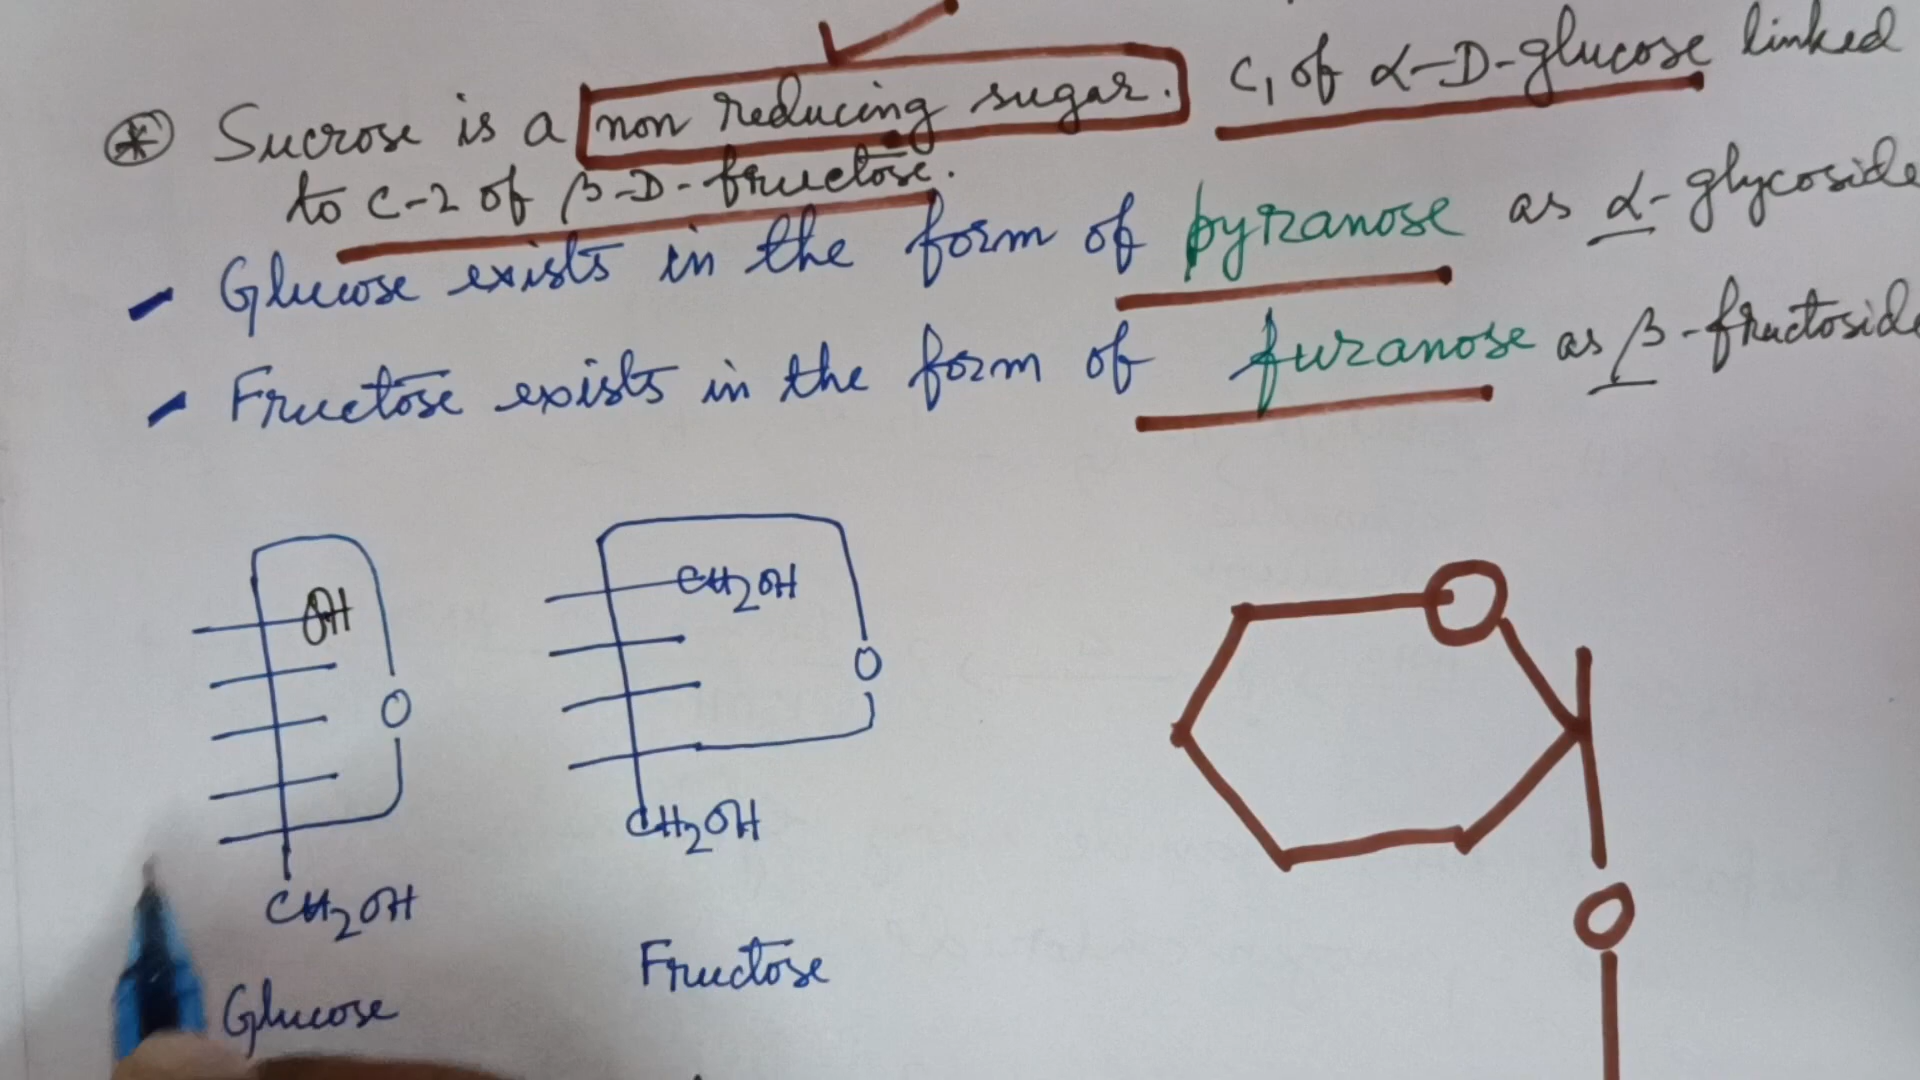 * Sucrose is a non reducing sugar. C1 of α-D-glucose linked
to C-2 of β-D-fructose.
- Glucose exists in the form of pyranose as α-glycoside
- Fructose exists in the form of furanose as β-fructoside
OH
O
CH2OH
Glucose
CH2OH
O
CH2OH
Fructose
O
O